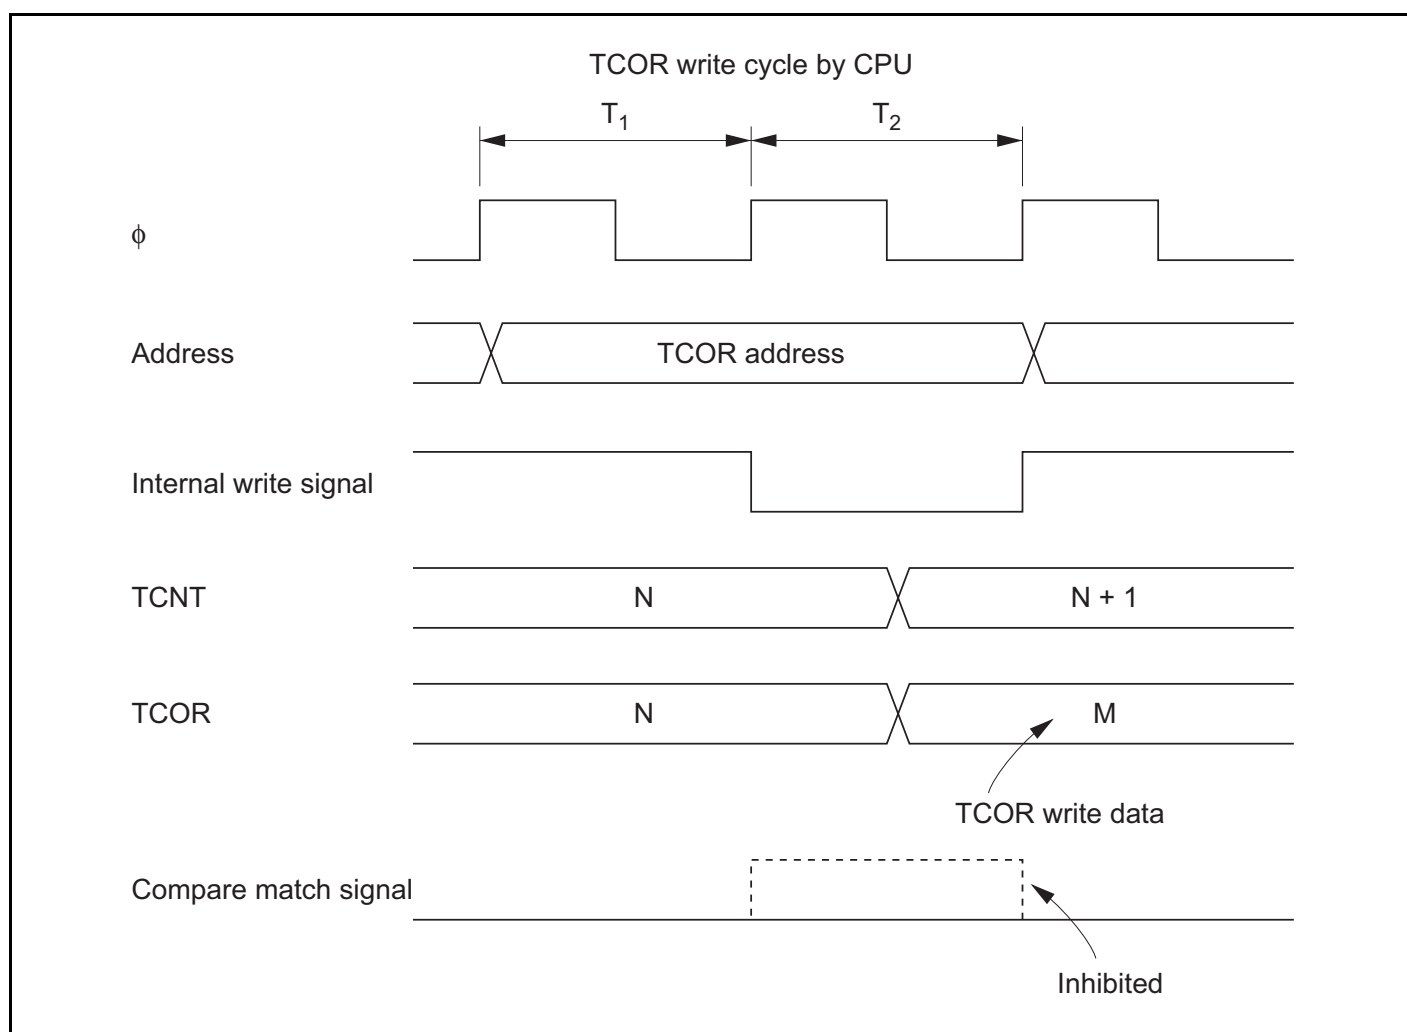 TCOR write cycle by CPU
T1 T2
ϕ
Address TCOR address
Internal write signal
TCNT N N + 1
TCOR N M
TCOR write data
Compare match signal
Inhibited